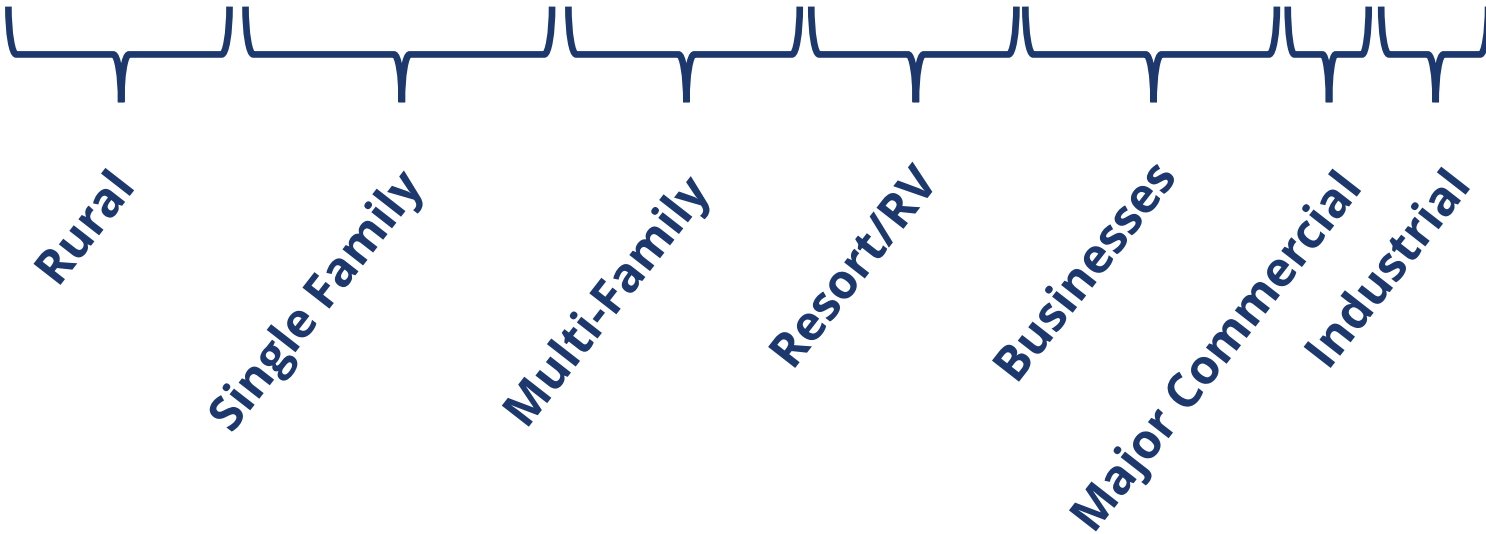 Rural
Single Family
Multi-Family
Resort/RV
Businesses
Major Commercial
Industrial